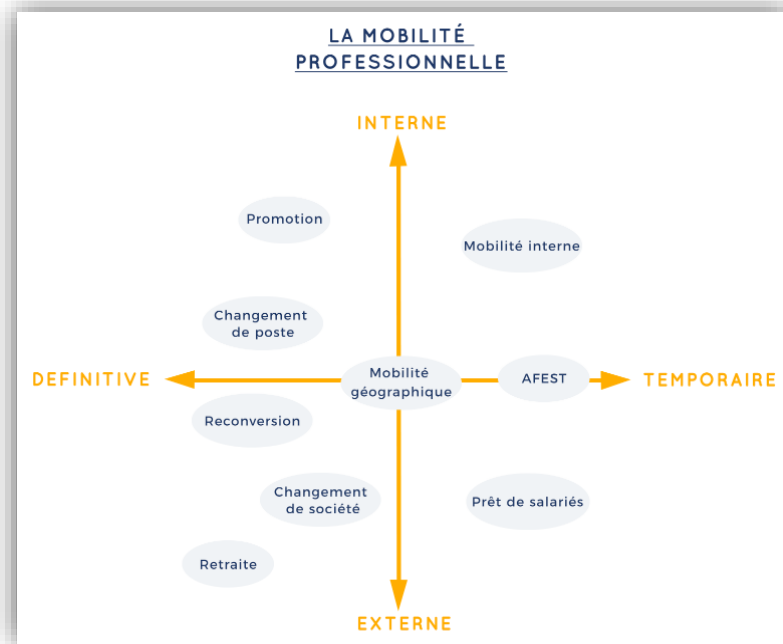 LA MOBILITÉ
PROFESSIONNELLE
INTERNE
Promotion
Mobilité interne
Changement
de poste
DEFINITIVE
Mobilité
géographique
AFEST
TEMPORAIRE
Reconversion
Changement
de société
Prêt de salariés
Retraite
EXTERNE